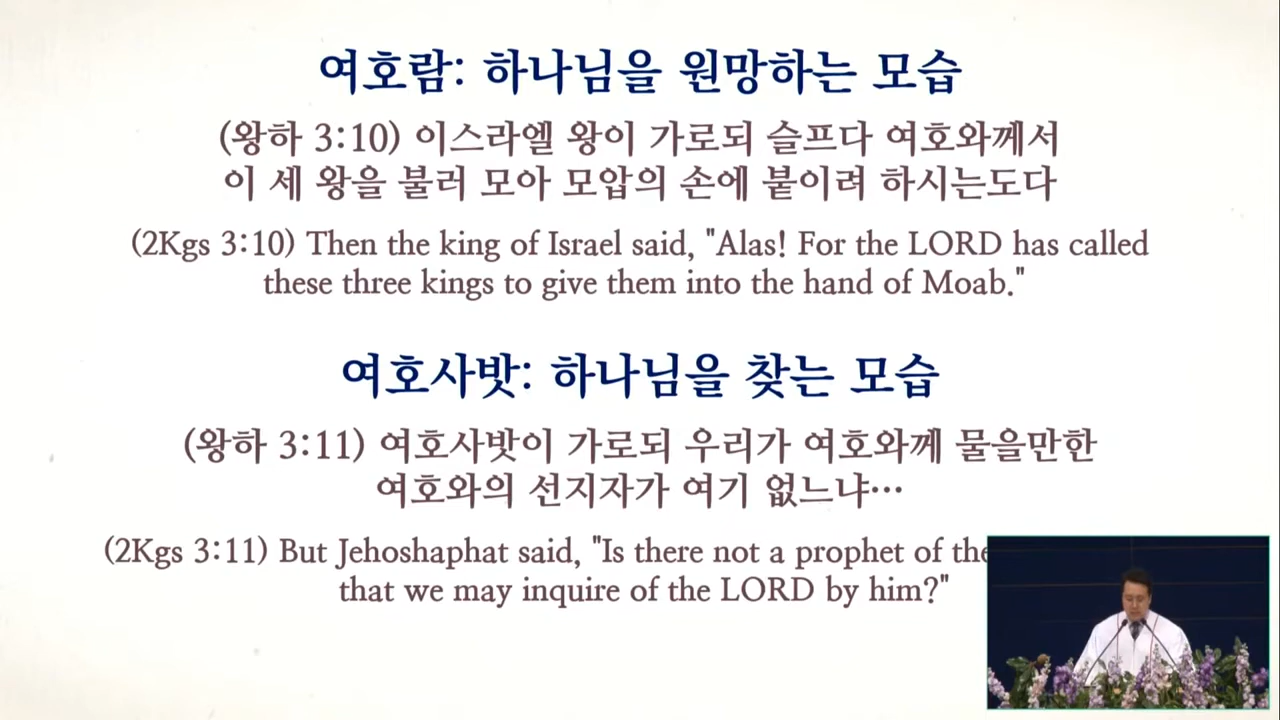 여호람: 하나님을 원망하는 모습
(왕하 3:10) 이스라엘 왕이 가로되 슬프다 여호와께서
이 세 왕을 불러 모아 모압의 손에 붙이려 하시는도다
(2Kgs 3:10) Then the king of Israel said, "Alas! For the LORD has called
these three kings to give them into the hand of Moab."
여호사밧: 하나님을 찾는 모습
(왕하 3:11) 여호사밧이 가로되 우리가 여호와께 물을만한
여호와의 선지자가 여기 없느냐…
(2Kgs 3:11) But Jehoshaphat said, "Is there not a prophet of the
that we may inquire of the LORD by him?"